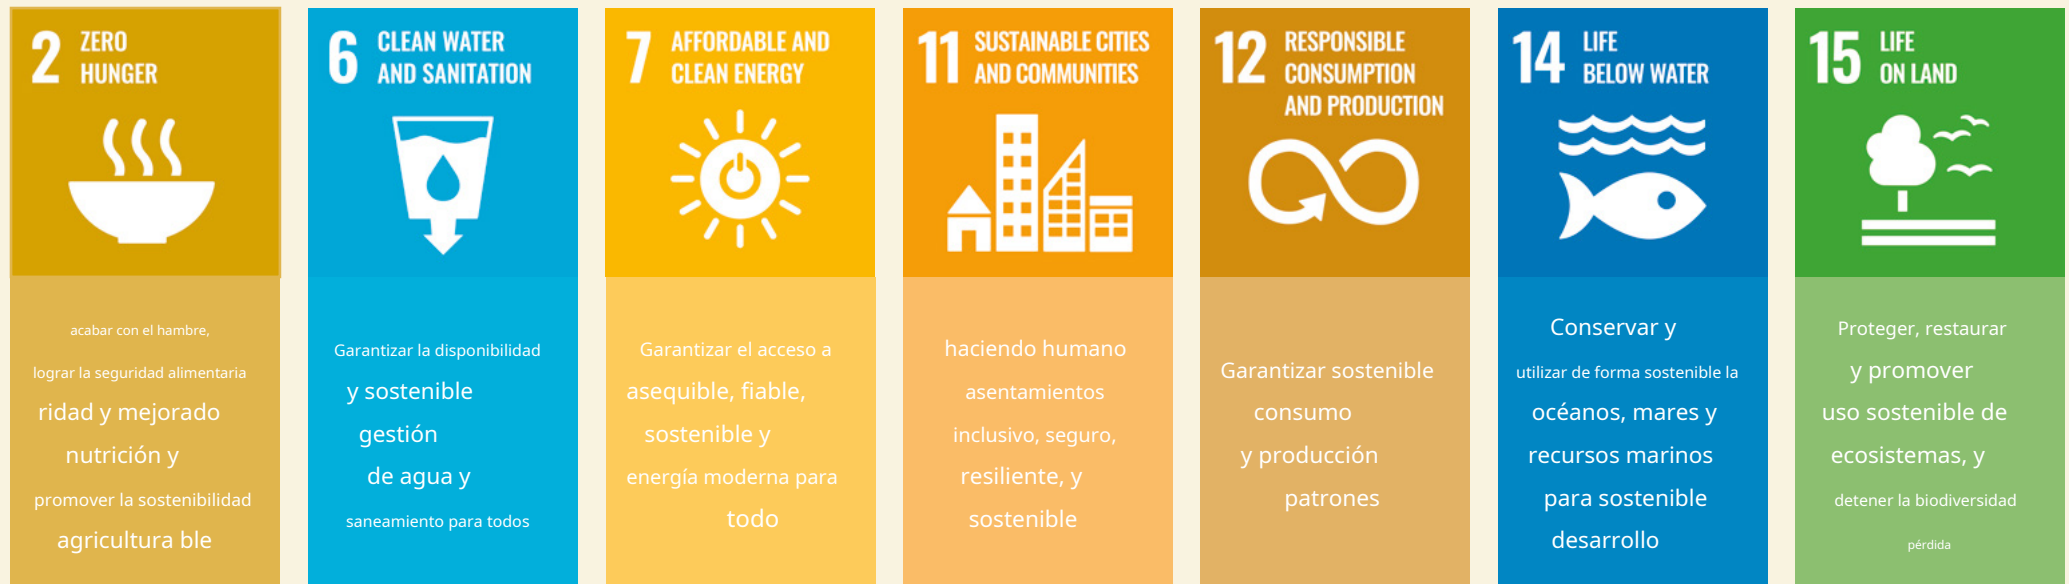 2 ZERO
HUNGER
acabar con el hambre,
lograr la seguridad alimentaria
ridad y mejorado
nutrición y
promover la sostenibilidad
agricultura ble
6 CLEAN WATER
AND SANITATION
Garantizar la disponibilidad
y sostenible
gestión
de agua y
saneamiento para todos
7 AFFORDABLE AND
CLEAN ENERGY
Garantizar el acceso a
asequible, fiable,
sostenible y
energía moderna para
todo
11 SUSTAINABLE CITIES
AND COMMUNITIES
haciendo humano
asentamientos
inclusivo, seguro,
resiliente, y
sostenible
12 RESPONSIBLE
CONSUMPTION
AND PRODUCTION
Garantizar sostenible
consumo
y producción
patrones
14 LIFE
BELOW WATER
Conservar y
utilizar de forma sostenible la
océanos, mares y
recursos marinos
para sostenible
desarrollo
15 LIFE
ON LAND
Proteger, restaurar
y promover
uso sostenible de
ecosistemas, y
detener la biodiversidad
pérdida